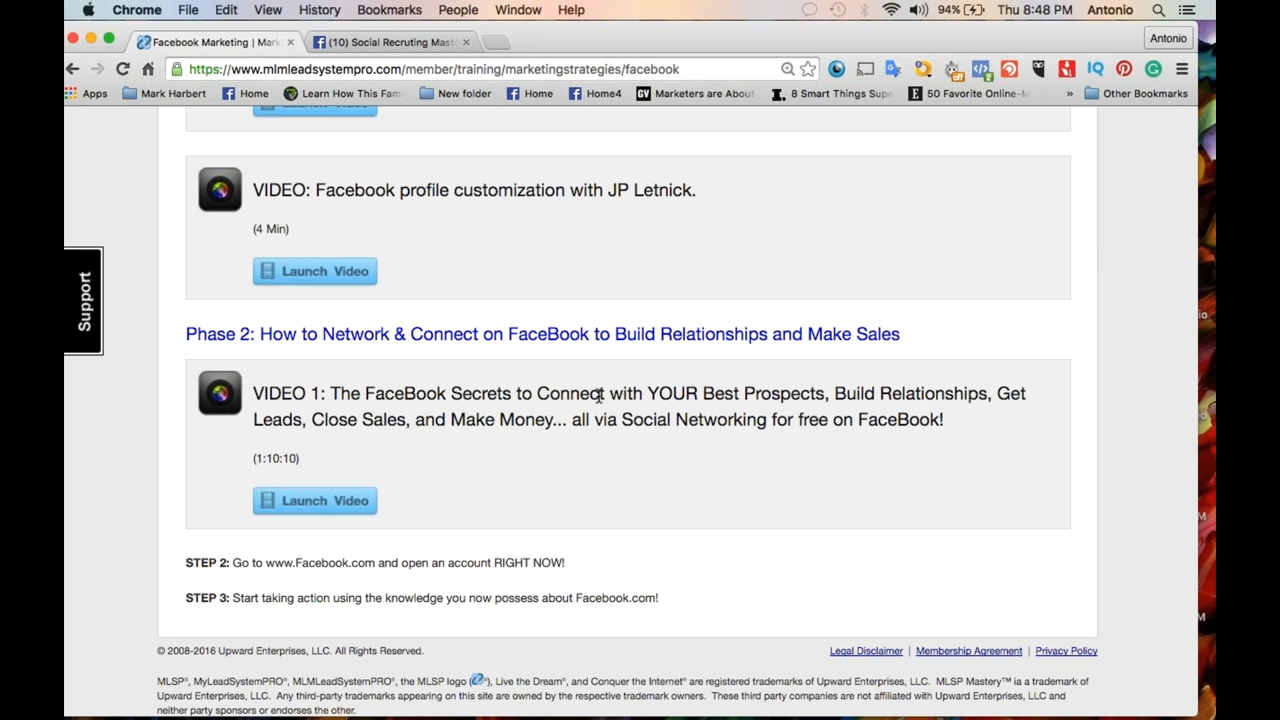 Chrome File Edit View History Bookmarks People Window Help 94% Thu 8:48 PM Antonio
Facebook Marketing | Mark × (10) Social Recruting Mast × Antonio
https://www.mlmleadsystempro.com/member/training/marketingstrategies/facebook
Apps Mark Harbert Home Learn How This Fam New folder Home Home4 Marketers are Abou 8 Smart Things Supe 50 Favorite Online-M » Other Bookmarks
VIDEO: Facebook profile customization with JP Letnick.
(4 Min)
Launch Video
Support
Phase 2: How to Network & Connect on FaceBook to Build Relationships and Make Sales
VIDEO 1: The FaceBook Secrets to Connect with YOUR Best Prospects, Build Relationships, Get
Leads, Close Sales, and Make Money... all via Social Networking for free on FaceBook!
(1:10:10)
Launch Video
STEP 2: Go to www.Facebook.com and open an account RIGHT NOW!
STEP 3: Start taking action using the knowledge you now possess about Facebook.com!
© 2008-2016 Upward Enterprises, LLC. All Rights Reserved. Legal Disclaimer | Membership Agreement | Privacy Policy
MLSP®, MyLeadSystemPRO®, MLMLeadSystemPRO®, the MLSP logo ( ®), Live the Dream®, and Conquer the Internet® are registered trademarks of Upward Enterprises, LLC. MLSP Mastery™ is a trademark of
Upward Enterprises, LLC. Any third-party trademarks appearing on this site are owned by the respective trademark owners. These third party companies are not affiliated with Upward Enterprises, LLC and
neither party sponsors or endorses the other.